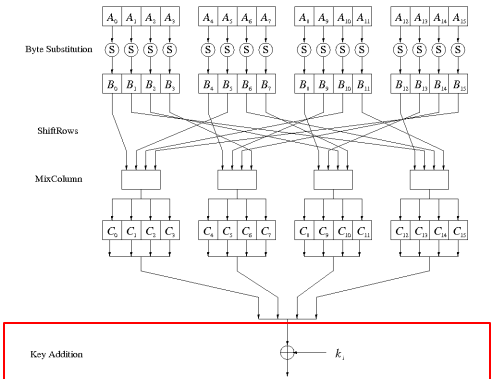 A₀ A₁ A₂ A₃ A₄ A₅ A₆ A₇ A₈ A₉ A₁₀ A₁₁ A₁₂ A₁₃ A₁₄ A₁₅
Byte Substitution S S S S S S S S S S S S S S S S
B₀ B₁ B₂ B₃ B₄ B₅ B₆ B₇ B₈ B₉ B₁₀ B₁₁ B₁₂ B₁₃ B₁₄ B₁₅
ShiftRows
MixColumn
C₀ C₁ C₂ C₃ C₄ C₅ C₆ C₇ C₈ C₉ C₁₀ C₁₁ C₁₂ C₁₃ C₁₄ C₁₅
Key Addition kᵢ